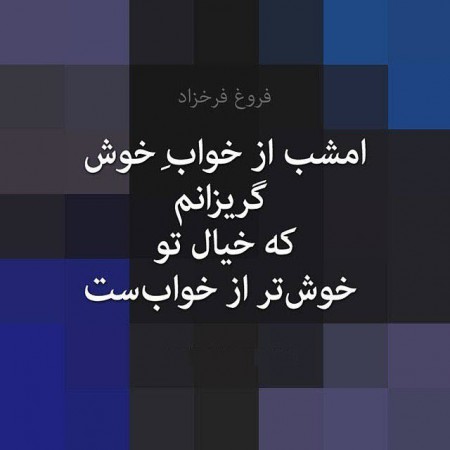 فروغ فرخزاد
امشب از خوابِ خوش
گریزانم
که خیال تو
خوش‌تر از خواب‌ست